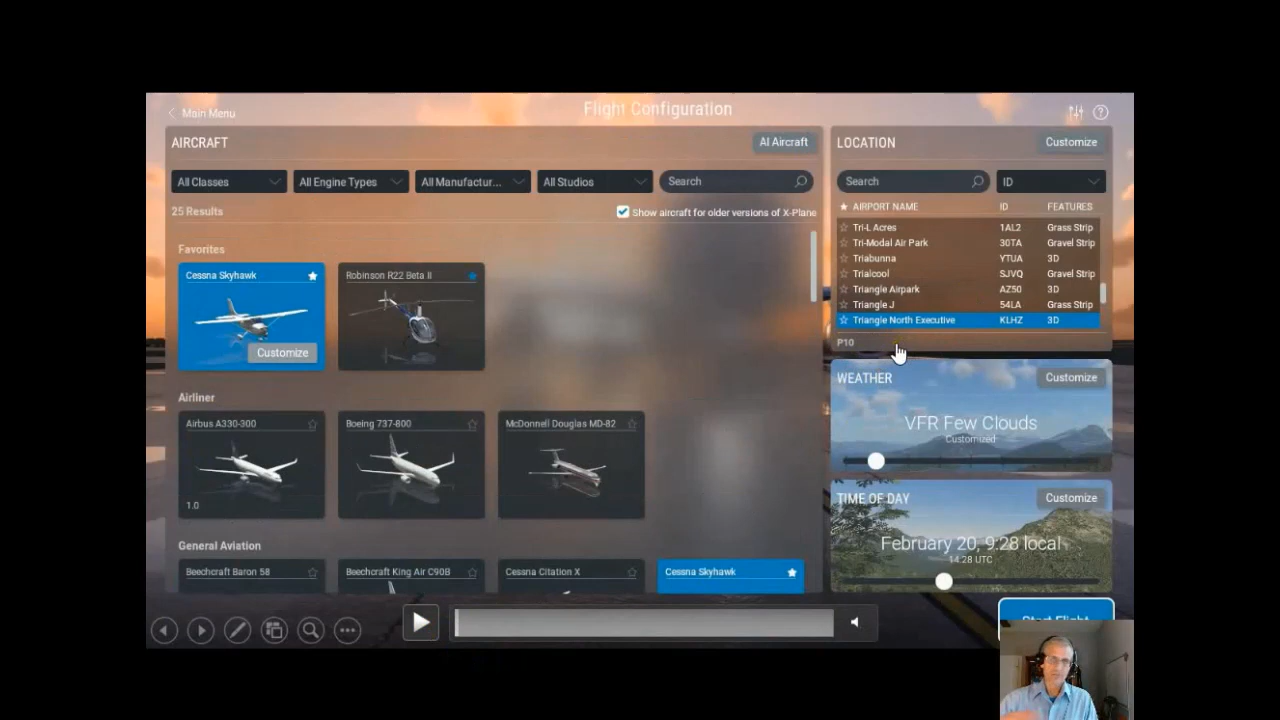 Main Menu
Flight Configuration
AIRCRAFT
AI Aircraft
All Classes
All Engine Types
All Manufactur...
All Studios
Search
25 Results
Show aircraft for older versions of X-Plane
Favorites
Cessna Skyhawk
Customize
Robinson R22 Beta II
Airliner
Airbus A330-300
1.0
Boeing 737-800
McDonnell Douglas MD-82
General Aviation
Beechcraft Baron 58
Beechcraft King Air C90B
Cessna Citation X
Cessna Skyhawk
LOCATION
Customize
Search
ID
AIRPORT NAME ID FEATURES
Tri-L Acres 1AL2 Grass Strip
Tri-Modal Air Park 30TA Gravel Strip
Triabunna YTUA 3D
Trialcool SJVQ Gravel Strip
Triangle Airpark AZ50 3D
Triangle J 54LA Grass Strip
Triangle North Executive KLHZ 3D
P10
WEATHER
Customize
VFR Few Clouds
Customized
TIME OF DAY
Customize
February 20, 9:28 local
14:28 UTC
Start Flight